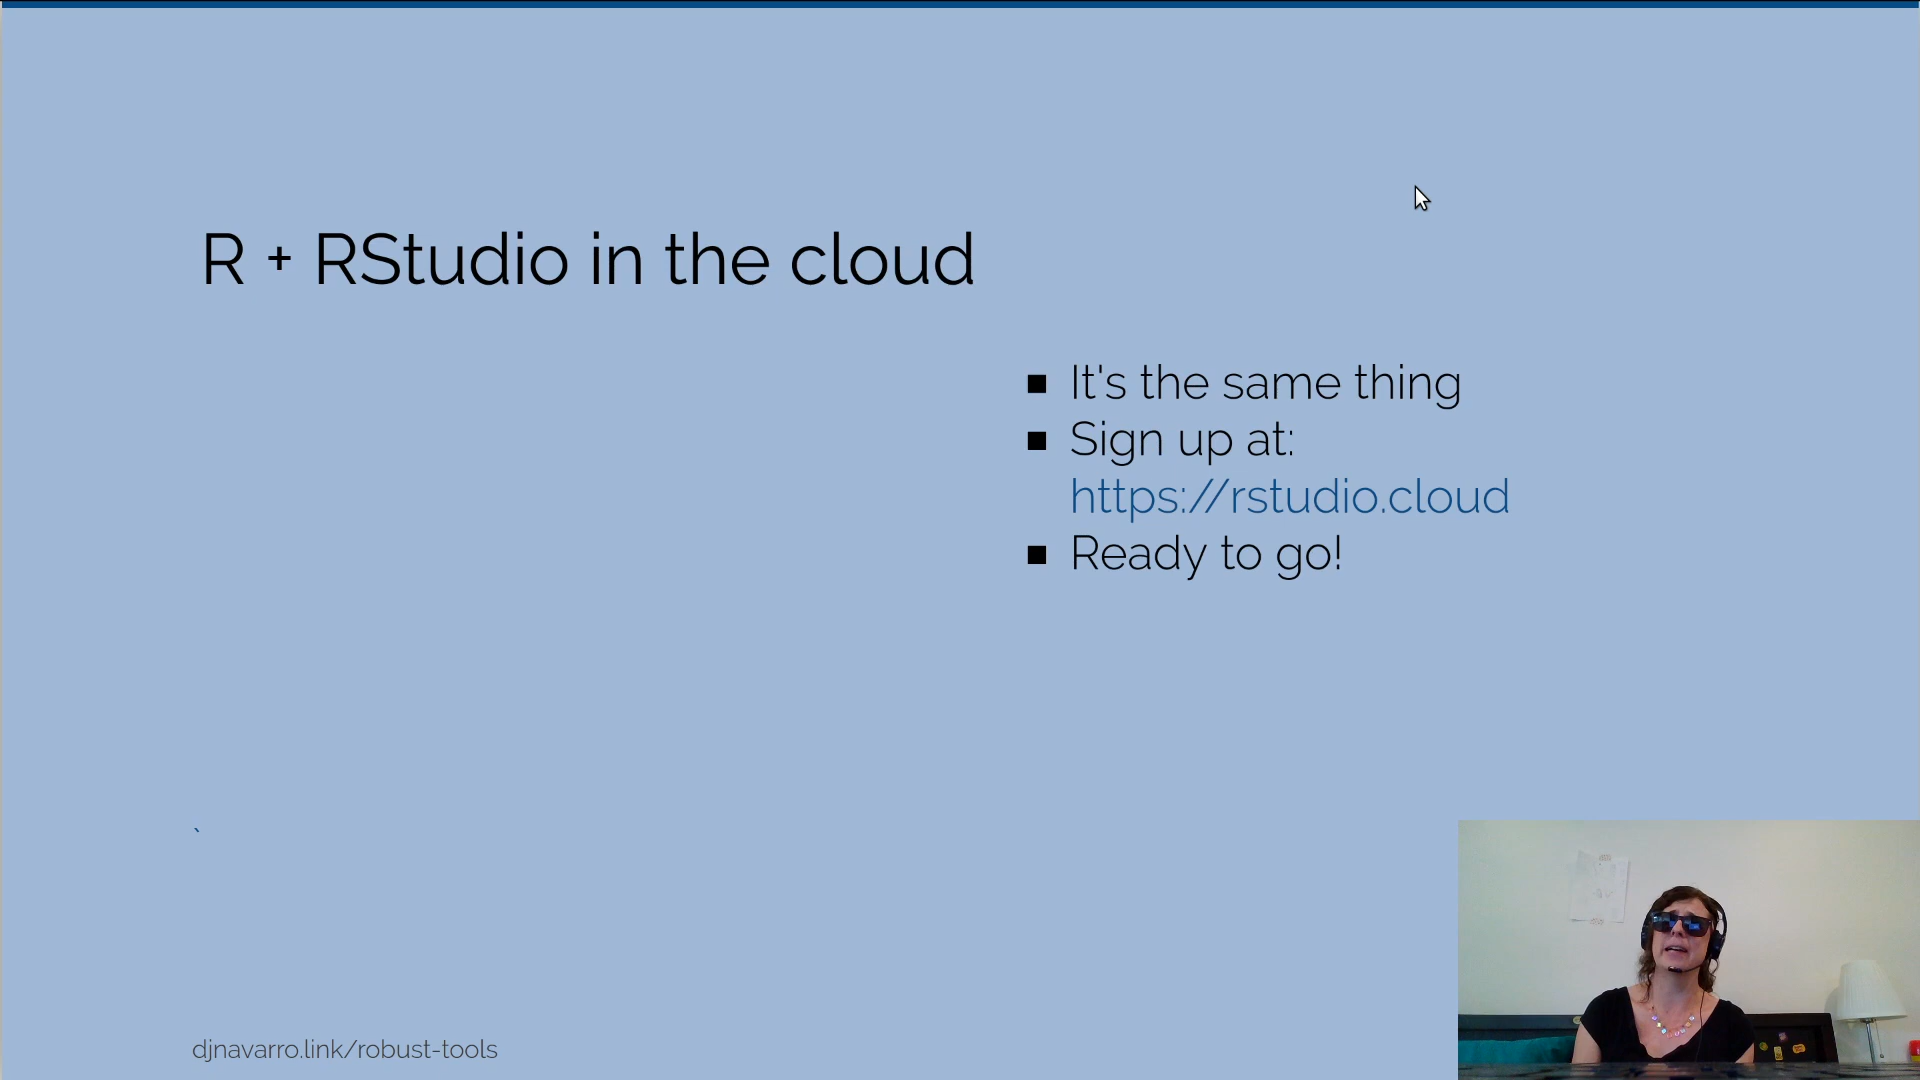 R + RStudio in the cloud
It's the same thing
Sign up at:
https://rstudio.cloud
Ready to go!
`
djnavarro.link/robust-tools